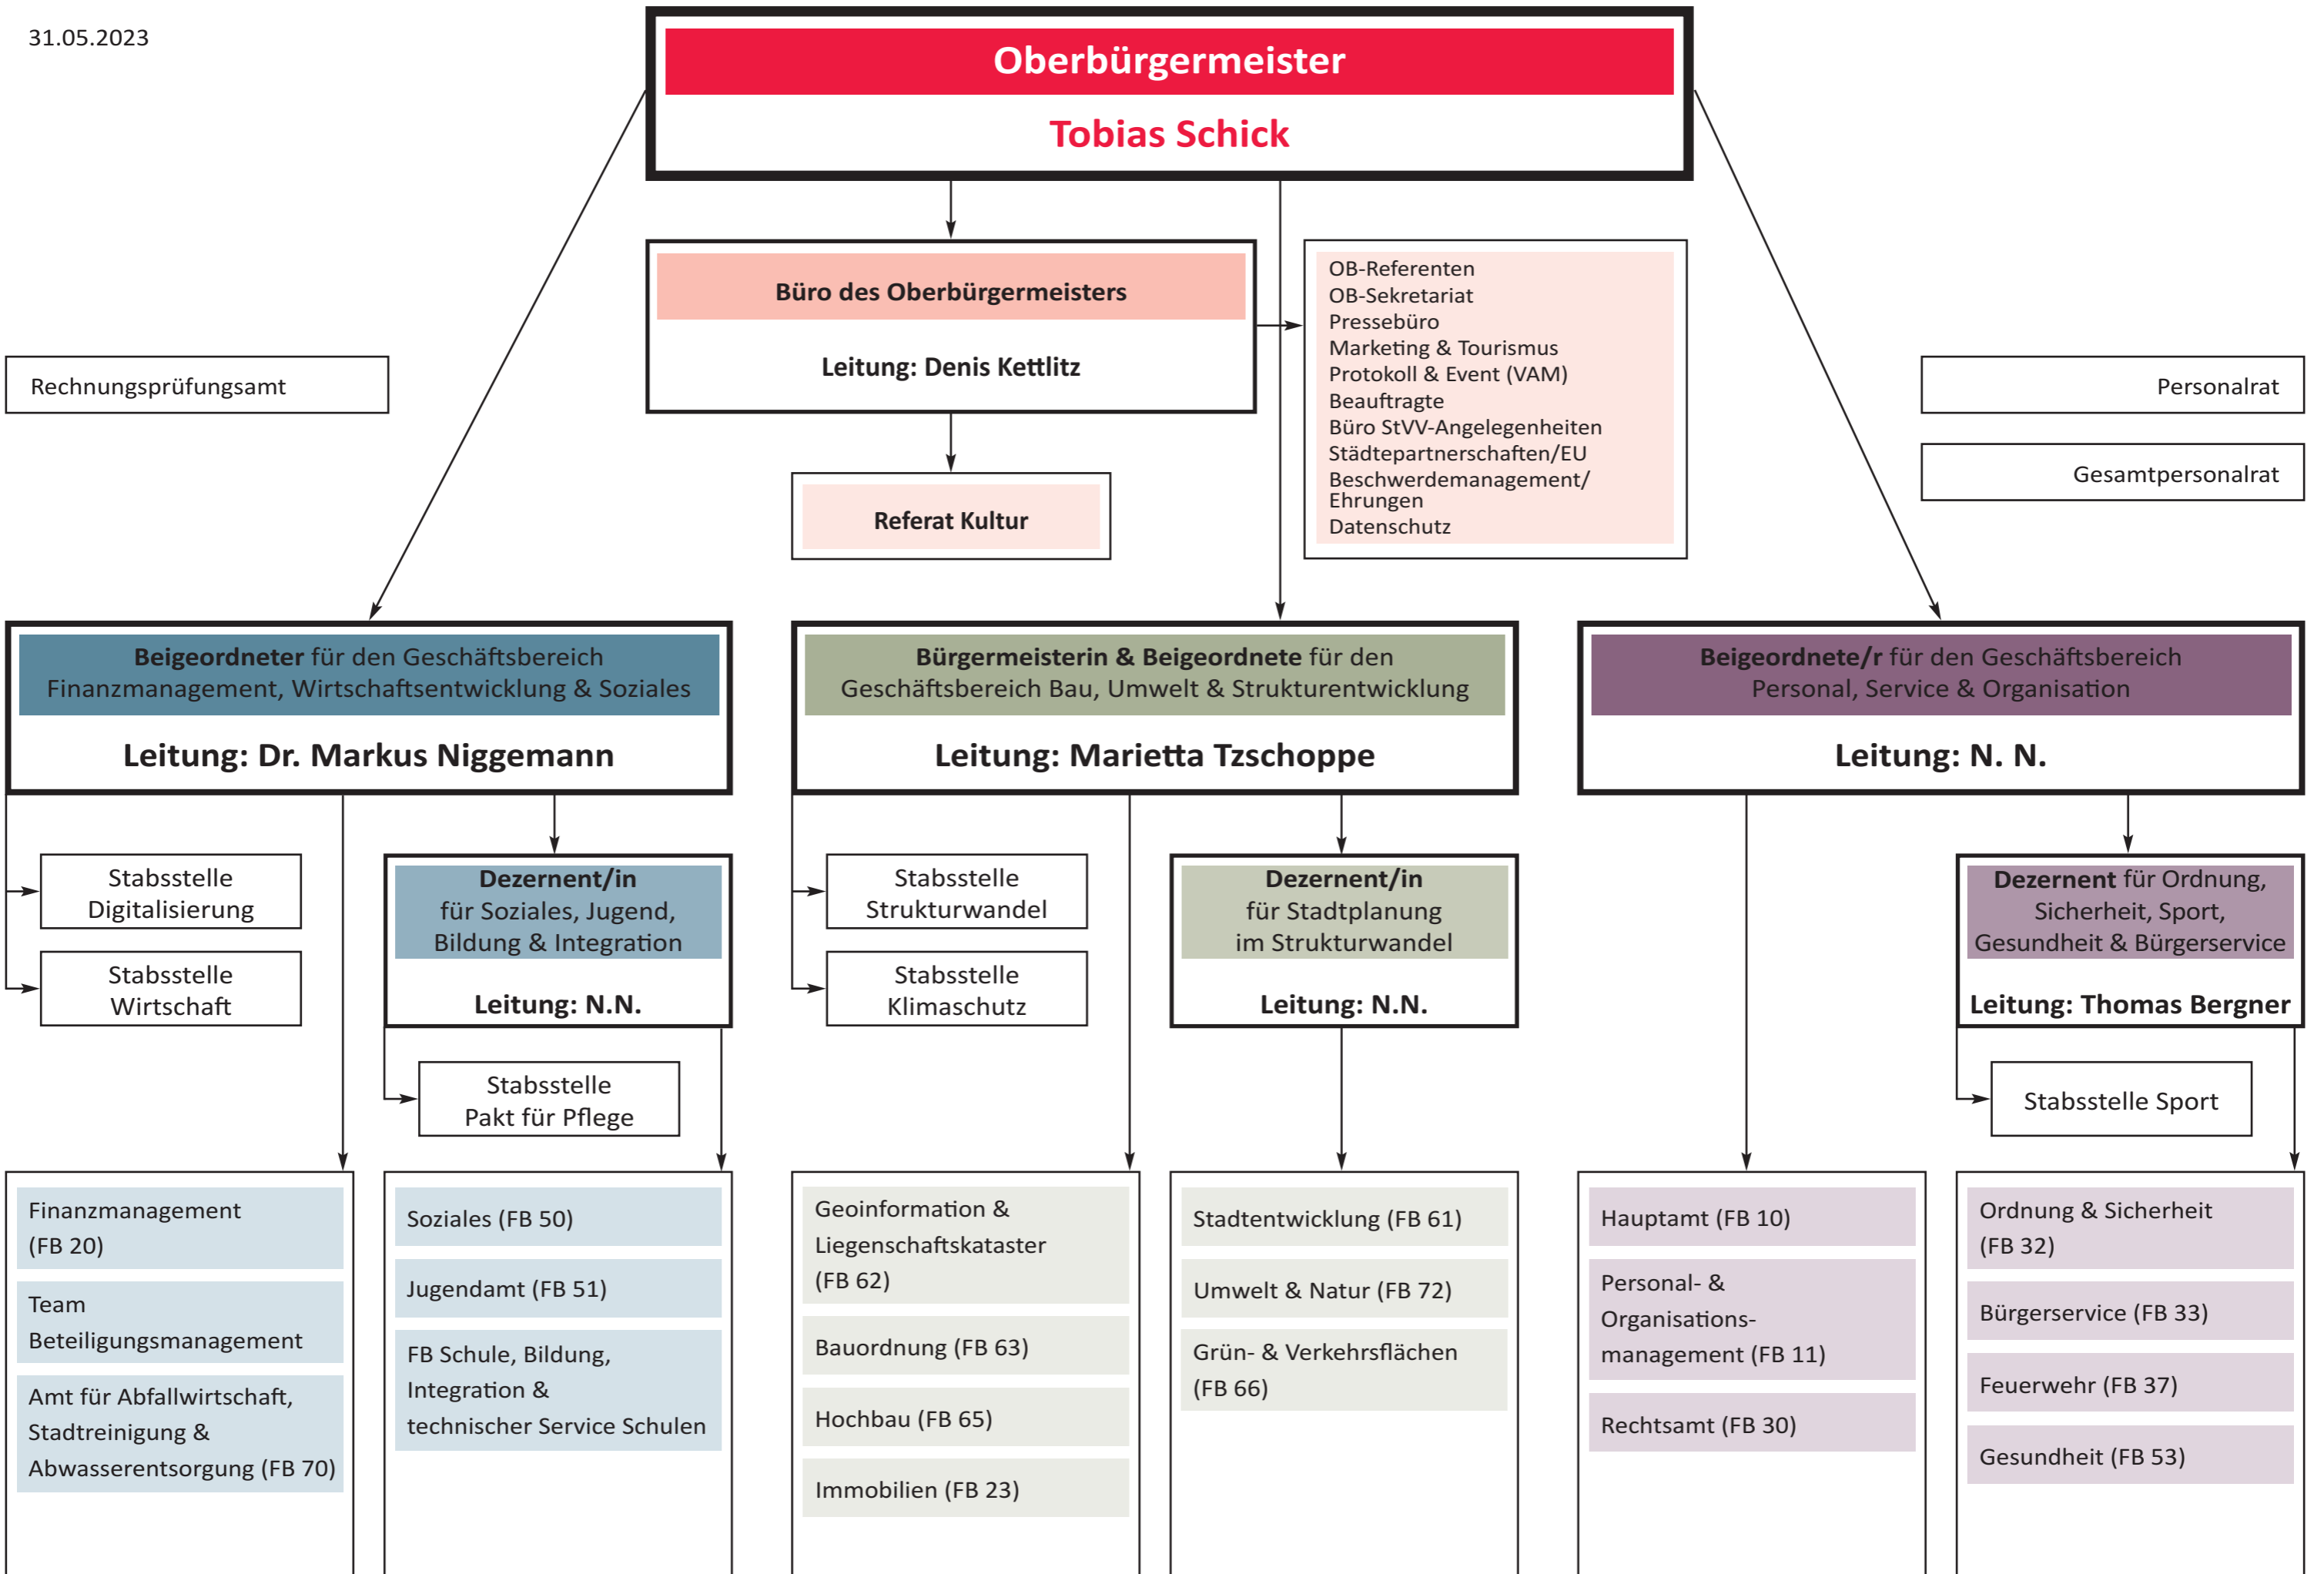 31.05.2023
Oberbürgermeister
Tobias Schick
Büro des Oberbürgermeisters
Leitung: Denis Kettlitz
OB-Referenten
OB-Sekretariat
Pressebüro
Marketing & Tourismus
Protokoll & Event (VAM)
Beauftragte
Büro StVV-Angelegenheiten
Städtepartnerschaften/EU
Beschwerdemanagement/
Ehrungen
Datenschutz
Rechnungsprüfungsamt
Personalrat
Gesamtpersonalrat
Referat Kultur
Beigeordneter für den Geschäftsbereich
Finanzmanagement, Wirtschaftsentwicklung & Soziales
Leitung: Dr. Markus Niggemann
Bürgermeisterin & Beigeordnete für den
Geschäftsbereich Bau, Umwelt & Strukturentwicklung
Leitung: Marietta Tzschoppe
Beigeordnete/r für den Geschäftsbereich
Personal, Service & Organisation
Leitung: N. N.
Stabsstelle
Digitalisierung
Stabsstelle
Wirtschaft
Dezernent/in
für Soziales, Jugend,
Bildung & Integration
Leitung: N.N.
Stabsstelle
Pakt für Pflege
Stabsstelle
Strukturwandel
Stabsstelle
Klimaschutz
Dezernent/in
für Stadtplanung
im Strukturwandel
Leitung: N.N.
Dezernent für Ordnung,
Sicherheit, Sport,
Gesundheit & Bürgerservice
Leitung: Thomas Bergner
Stabsstelle Sport
Finanzmanagement
(FB 20)
Team
Beteiligungsmanagement
Amt für Abfallwirtschaft,
Stadtreinigung &
Abwasserentsorgung (FB 70)
Soziales (FB 50)
Jugendamt (FB 51)
FB Schule, Bildung,
Integration &
technischer Service Schulen
Geoinformation &
Liegenschaftskataster
(FB 62)
Bauordnung (FB 63)
Hochbau (FB 65)
Immobilien (FB 23)
Stadtentwicklung (FB 61)
Umwelt & Natur (FB 72)
Grün- & Verkehrsflächen
(FB 66)
Hauptamt (FB 10)
Personal- &
Organisations-
management (FB 11)
Rechtsamt (FB 30)
Ordnung & Sicherheit
(FB 32)
Bürgerservice (FB 33)
Feuerwehr (FB 37)
Gesundheit (FB 53)